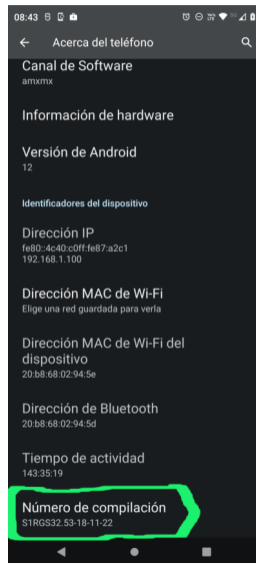 08:43
Acerca del teléfono
Canal de Software
amxmx
Información de hardware
Versión de Android
12
Identificadores del dispositivo
Dirección IP
fe80::4c40:c0ff:fe87:a2c1
192.168.1.100
Dirección MAC de Wi-Fi
Elige una red guardada para verla
Dirección MAC de Wi-Fi del
dispositivo
20:b8:68:02:94:5e
Dirección de Bluetooth
20:b8:68:02:94:5d
Tiempo de actividad
143:35:19
Número de compilación
S1RGS32.53-18-11-22